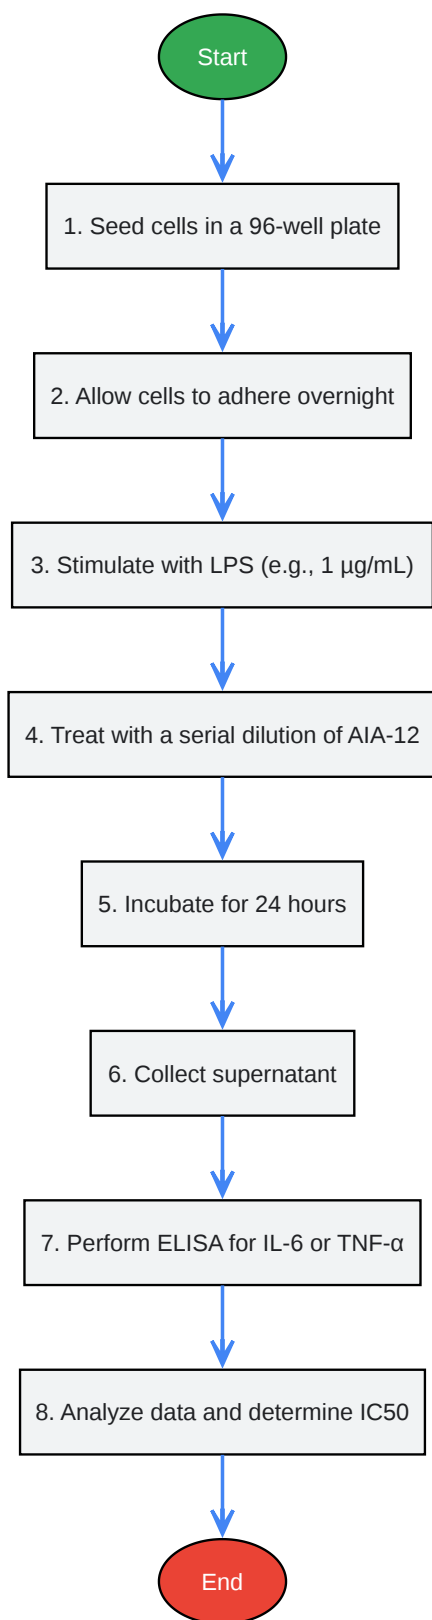 Start
1. Seed cells in a 96-well plate
2. Allow cells to adhere overnight
3. Stimulate with LPS (e.g., 1 µg/mL)
4. Treat with a serial dilution of AIA-12
5. Incubate for 24 hours
6. Collect supernatant
7. Perform ELISA for IL-6 or TNF-α
8. Analyze data and determine IC50
End